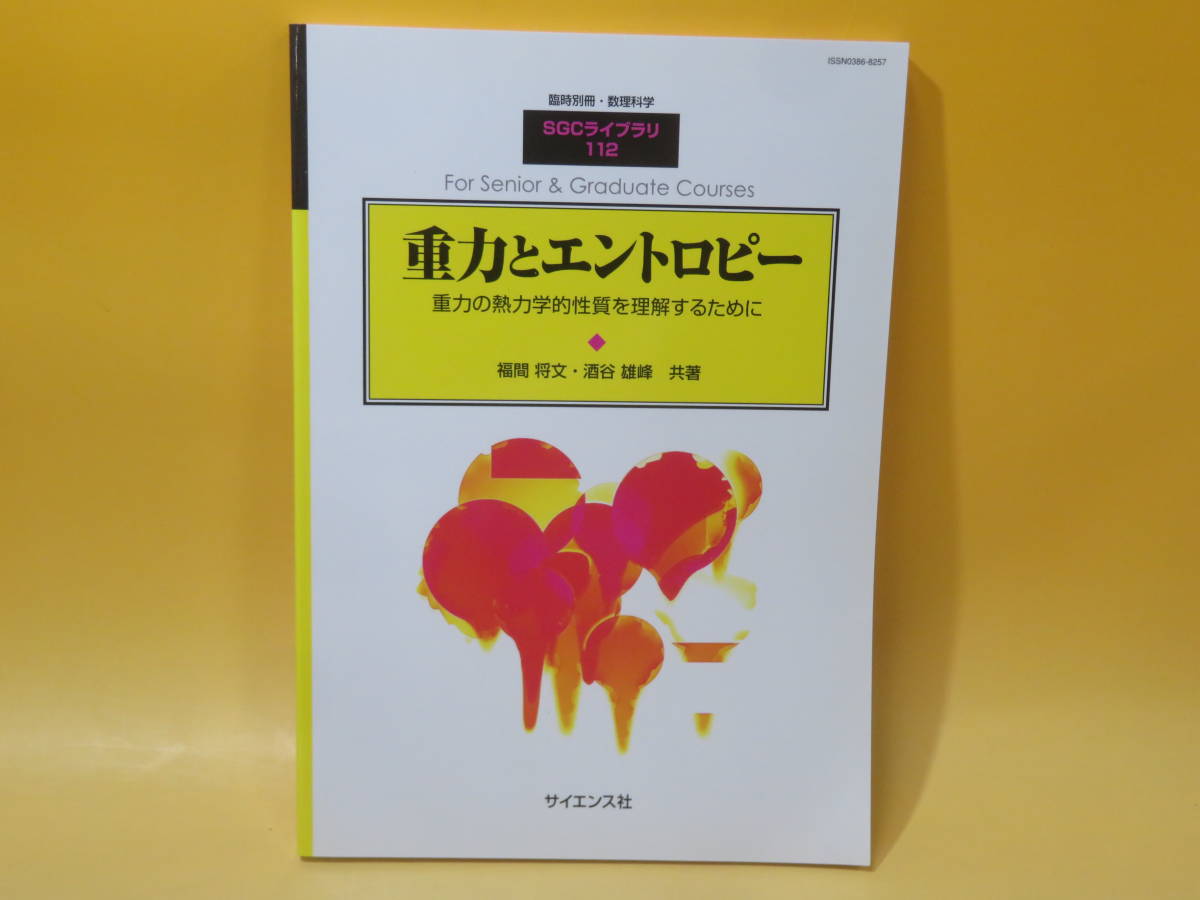 ISSN0386-8257
臨時別冊・数理科学
SGCライブラリ
112
For Senior & Graduate Courses
重力とエントロピー
重力の熱力学的性質を理解するために
福間 将文・酒谷 雄峰 共著
サイエンス社